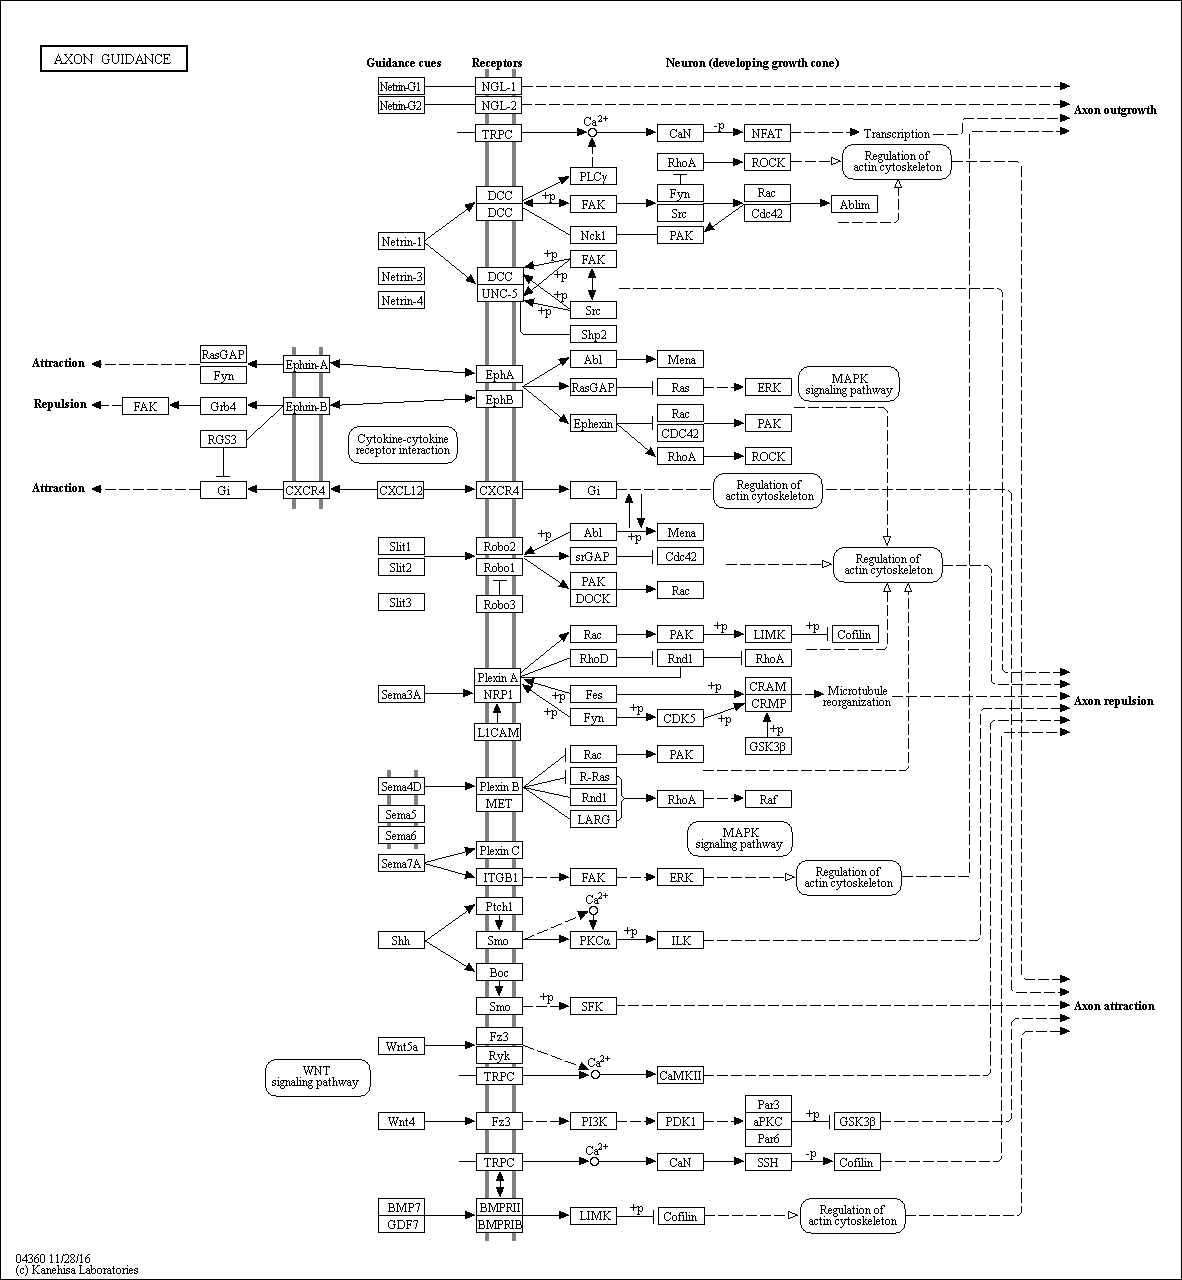 AXON GUIDANCE
Guidance cues Receptors Neuron (developing growth cone)
Netrin-G1 NGL-1
Netrin-G2 NGL-2
Axon outgrowth
Ca2+
TRPC CaN -p NFAT Transcription
RhoA ROCK Regulation of
actin cytoskeleton
PLCγ
DCC +p FAK Fyn Rac Ablim
DCC Src Cdc42
Netrin-1 Nck1 PAK
+p FAK
Netrin-3 DCC +p
Netrin-4 UNC-5 +p
+p Src
Shp2
RasGAP Abl Mena
Attraction Ephrin-A
Fyn EphA RasGAP Ras ERK MAPK
signaling pathway
Repulsion FAK Grb4 Ephrin-B EphB
Rac
Ephexin CDC42 PAK
RGS3 Cytokine-cytokine
receptor interaction
RhoA ROCK
Attraction Gi CXCR4 CXCL12 CXCR4 Gi Regulation of
actin cytoskeleton
+p Abl +p Mena
Slit1 Robo2 srGAP Cdc42
Slit2 Robo1
Regulation of
actin cytoskeleton
PAK
DOCK Rac
Slit3 Robo3
Rac PAK +p LIMK +p Cofilin
RhoD Rnd1 RhoA
Plexin A
Sema3A NRP1 +p Fes +p CRAM Microtubule
reorganization
CRMP
Axon repulsion
L1CAM +p Fyn CDK5 +p
+p
GSK3β
Rac PAK
Sema4D Plexin B R-Ras
MET Rnd1 RhoA Raf
Sema5 LARG
Sema6
MAPK
signaling pathway
Sema7A Plexin C
ITGB1 FAK ERK Regulation of
actin cytoskeleton
Ca2+
Ptch1
Shh Smo PKCα +p ILK
Boc
Smo +p SFK
Axon attraction
Wnt5a Fz3
Ryk
Ca2+
WNT
signaling pathway
TRPC CaMKII
Wnt4 Fz3 PI3K PDK1 Par3
aPKC +p GSK3β
Par6
Ca2+
TRPC CaN SSH -p Cofilin
BMP7 BMPRII
GDF7 BMPRIB LIMK +p Cofilin Regulation of
actin cytoskeleton
04360 11/28/16
(c) Kanehisa Laboratories